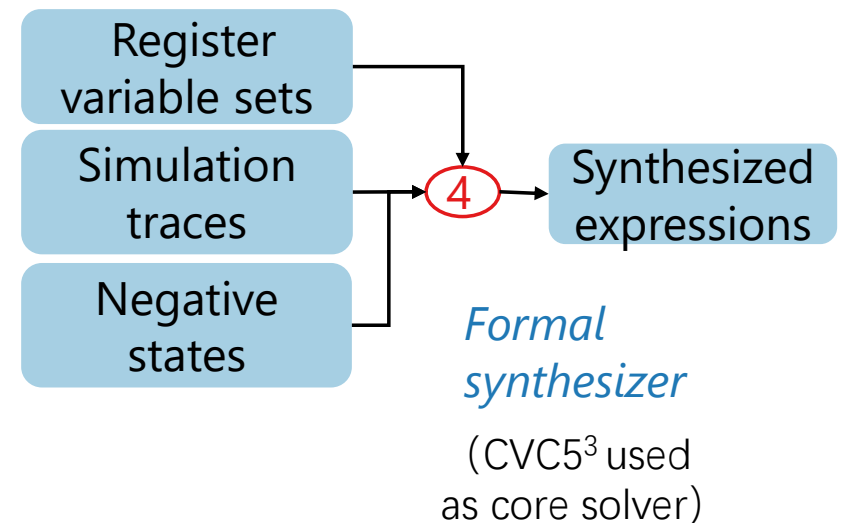 Register
variable sets
Simulation
traces
Negative
states
4
Synthesized
expressions
Formal
synthesizer
(CVC5³ used
as core solver)